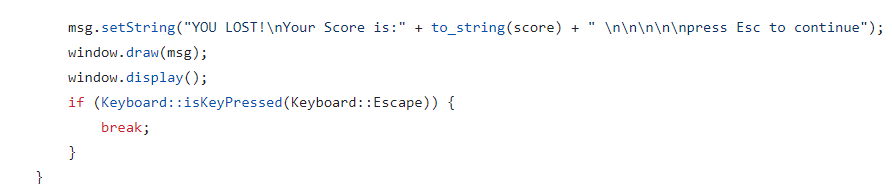 msg.setString("YOU LOST!\nYour Score is:" + to_string(score) + " \n\n\n\n\npress Esc to continue");
window.draw(msg);
window.display();
if (Keyboard::isKeyPressed(Keyboard::Escape)) {
break;
}
}